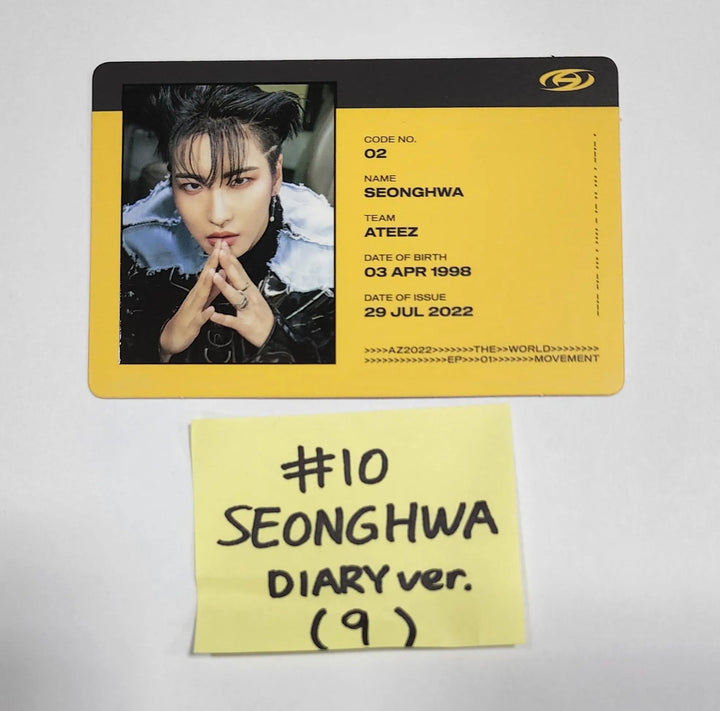 CODE NO.
02
NAME
SEONGHWA
TEAM
ATEEZ
DATE OF BIRTH
03 APR 1998
DATE OF ISSUE
29 JUL 2022
>>>>AZ2022>>>>>>>THE>>WORLD>>>>>>>>
>>>>>>>>>>>>>>EP>>>01>>>>>>>MOVEMENT
#10
SEONGHWA
DIARY ver.
(9)